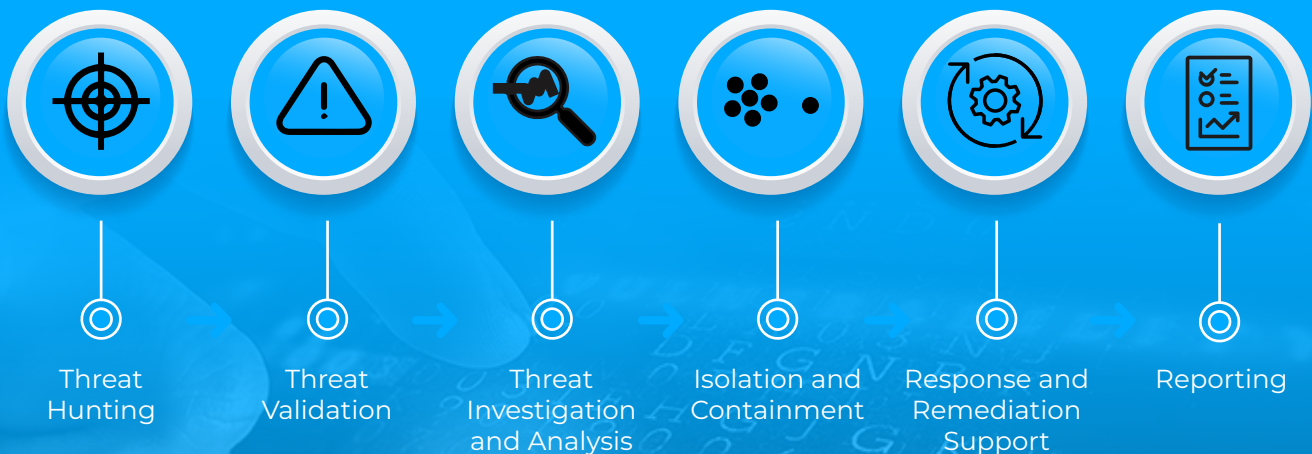 Threat
Hunting
Threat
Validation
Threat
Investigation
and Analysis
Isolation and
Containment
Response and
Remediation
Support
Reporting